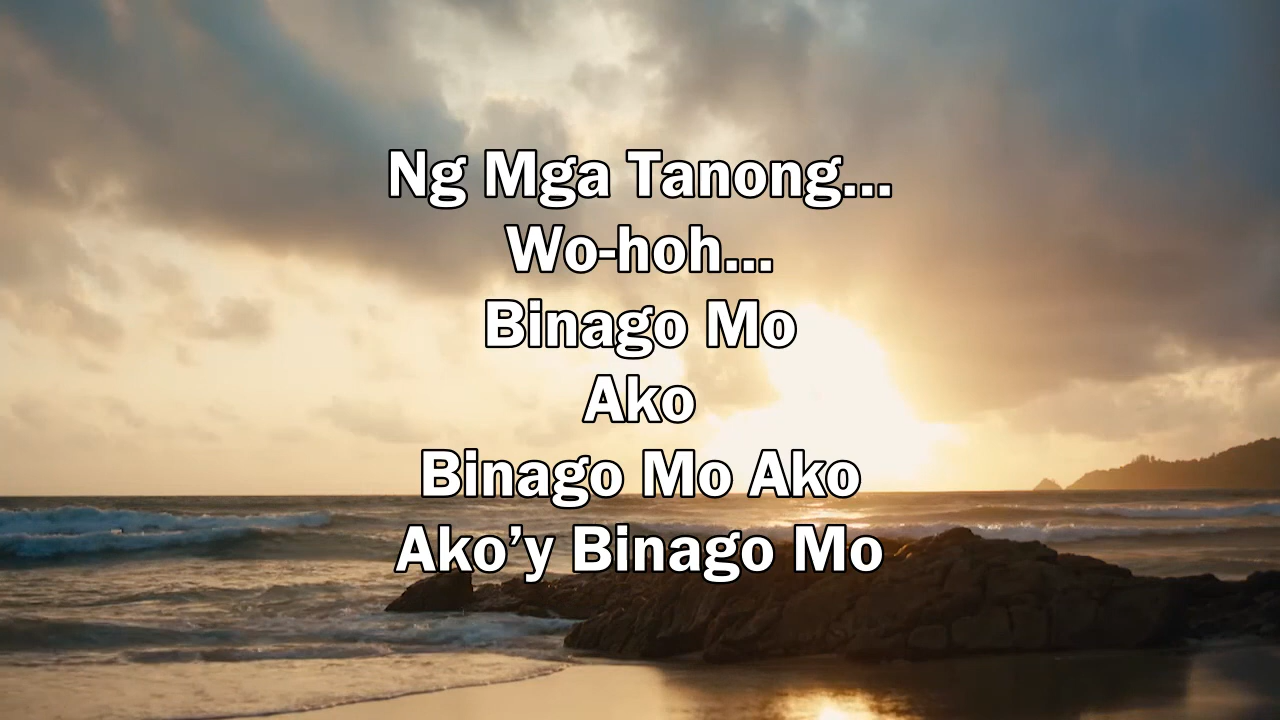 Ng Mga Tanong...
Wo-hoh...
Binago Mo
Ako
Binago Mo Ako
Ako’y Binago Mo